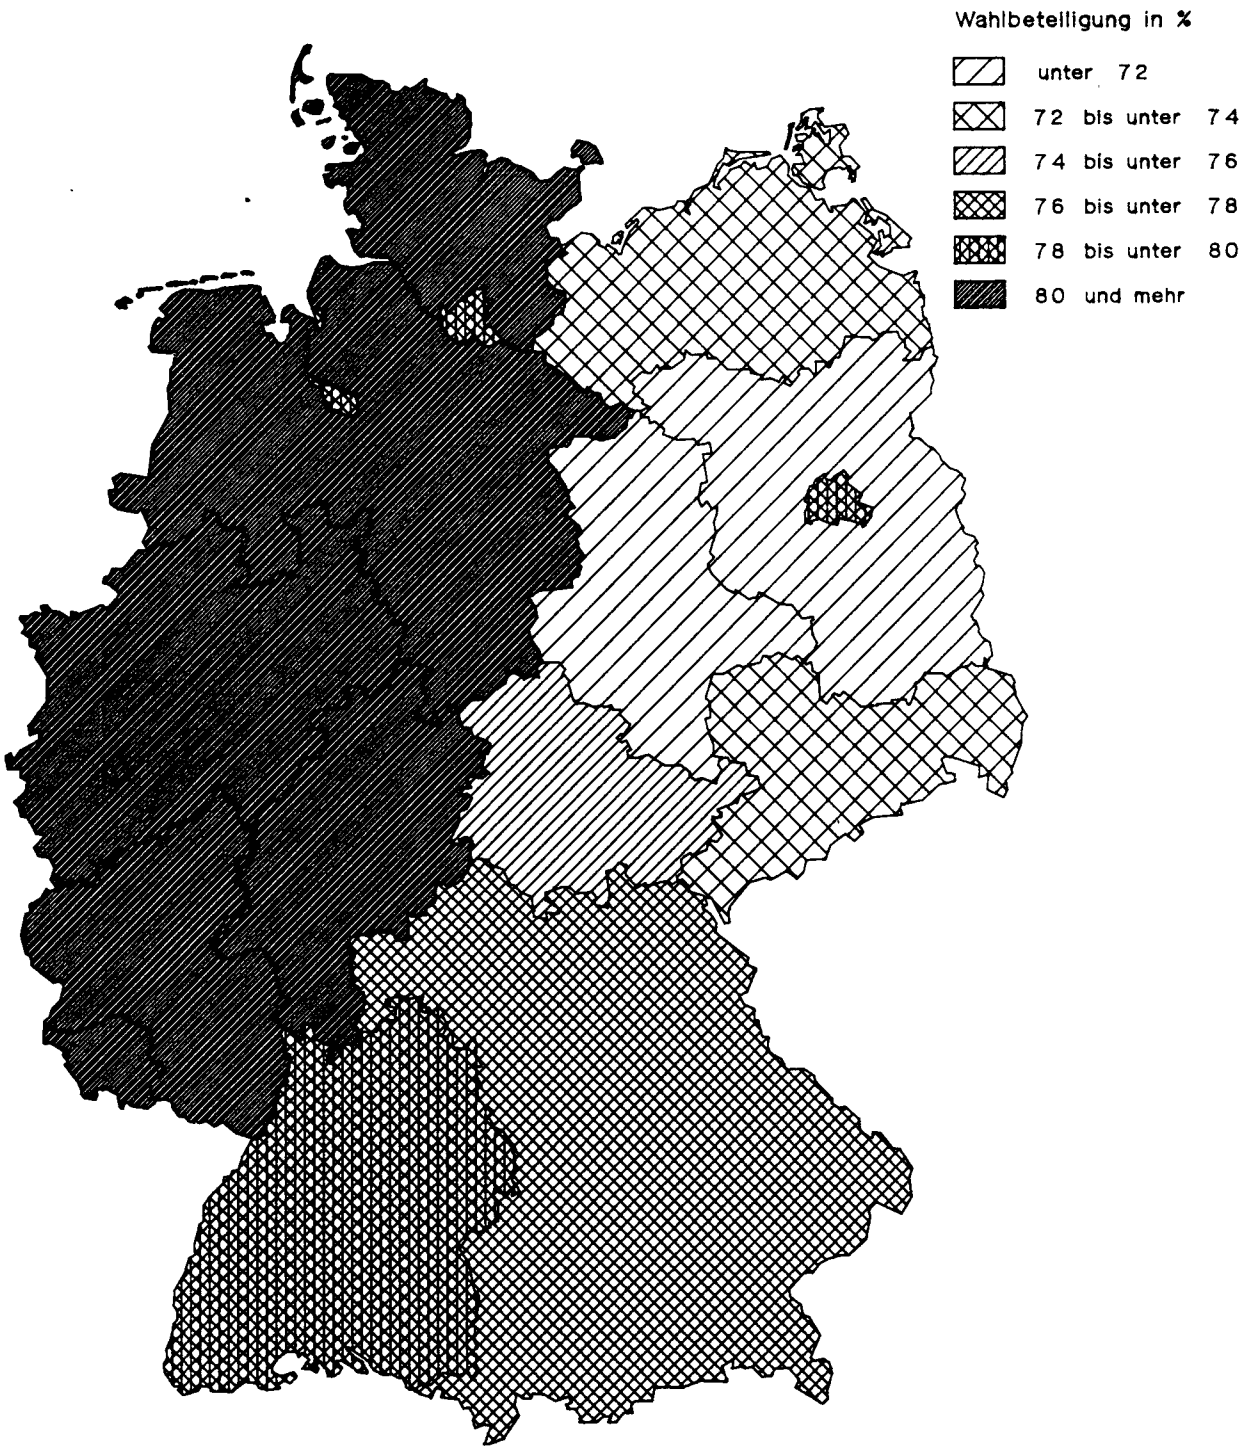 Wahlbeteiligung in %
unter 72
72 bis unter 74
74 bis unter 76
76 bis unter 78
78 bis unter 80
80 und mehr